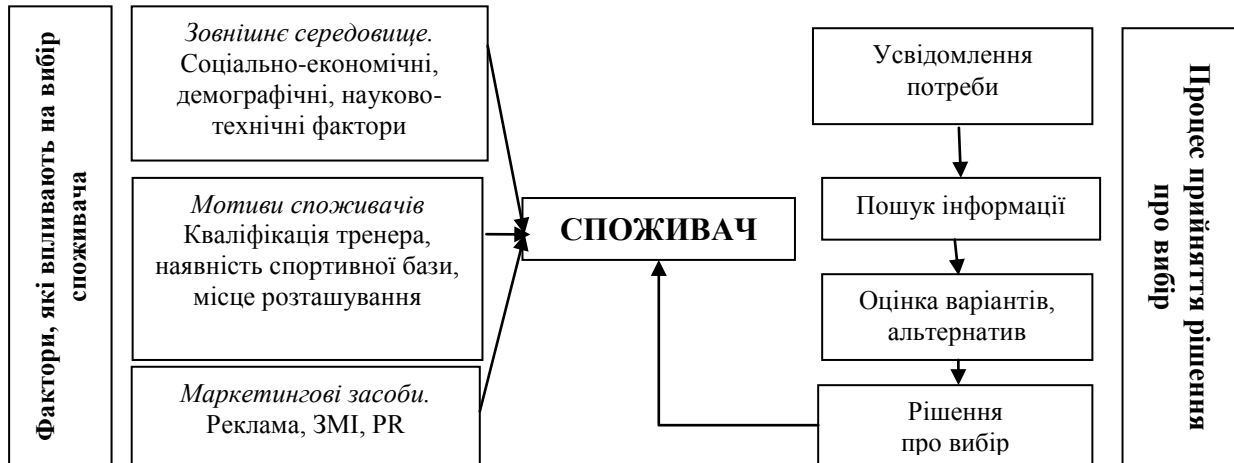 Фактори, які впливають на вибір
споживача
Зовнішнє середовище.
Соціально-економічні,
демографічні, науково-
технічні фактори
Мотиви споживачів
Кваліфікація тренера,
наявність спортивної бази,
місце розташування
Маркетингові засоби.
Реклама, ЗМІ, PR
СПОЖИВАЧ
Усвідомлення
потреби
Пошук інформації
Оцінка варіантів,
альтернатив
Рішення
про вибір
Процес прийняття рішення
про вибір